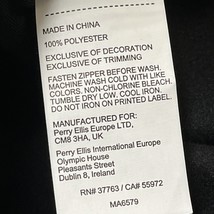 MADE IN CHINA
100% POLYESTER
EXCLUSIVE OF DECORATION
EXCLUSIVE OF TRIMMING
FASTEN ZIPPER BEFORE WASH.
MACHINE WASH COLD WITH LIKE
COLORS. NON-CHLORINE BLEACH.
TUMBLE DRY LOW. COOL IRON.
DO NOT IRON ON PRINTED LABEL.
MANUFACTURED FOR:
Perry Ellis Europe LTD,
CM8 3HA, UK
Perry Ellis International Europe
Olympic House
Pleasants Street
Dublin 8, Ireland
RN# 37763 / CA# 55972
MA6579